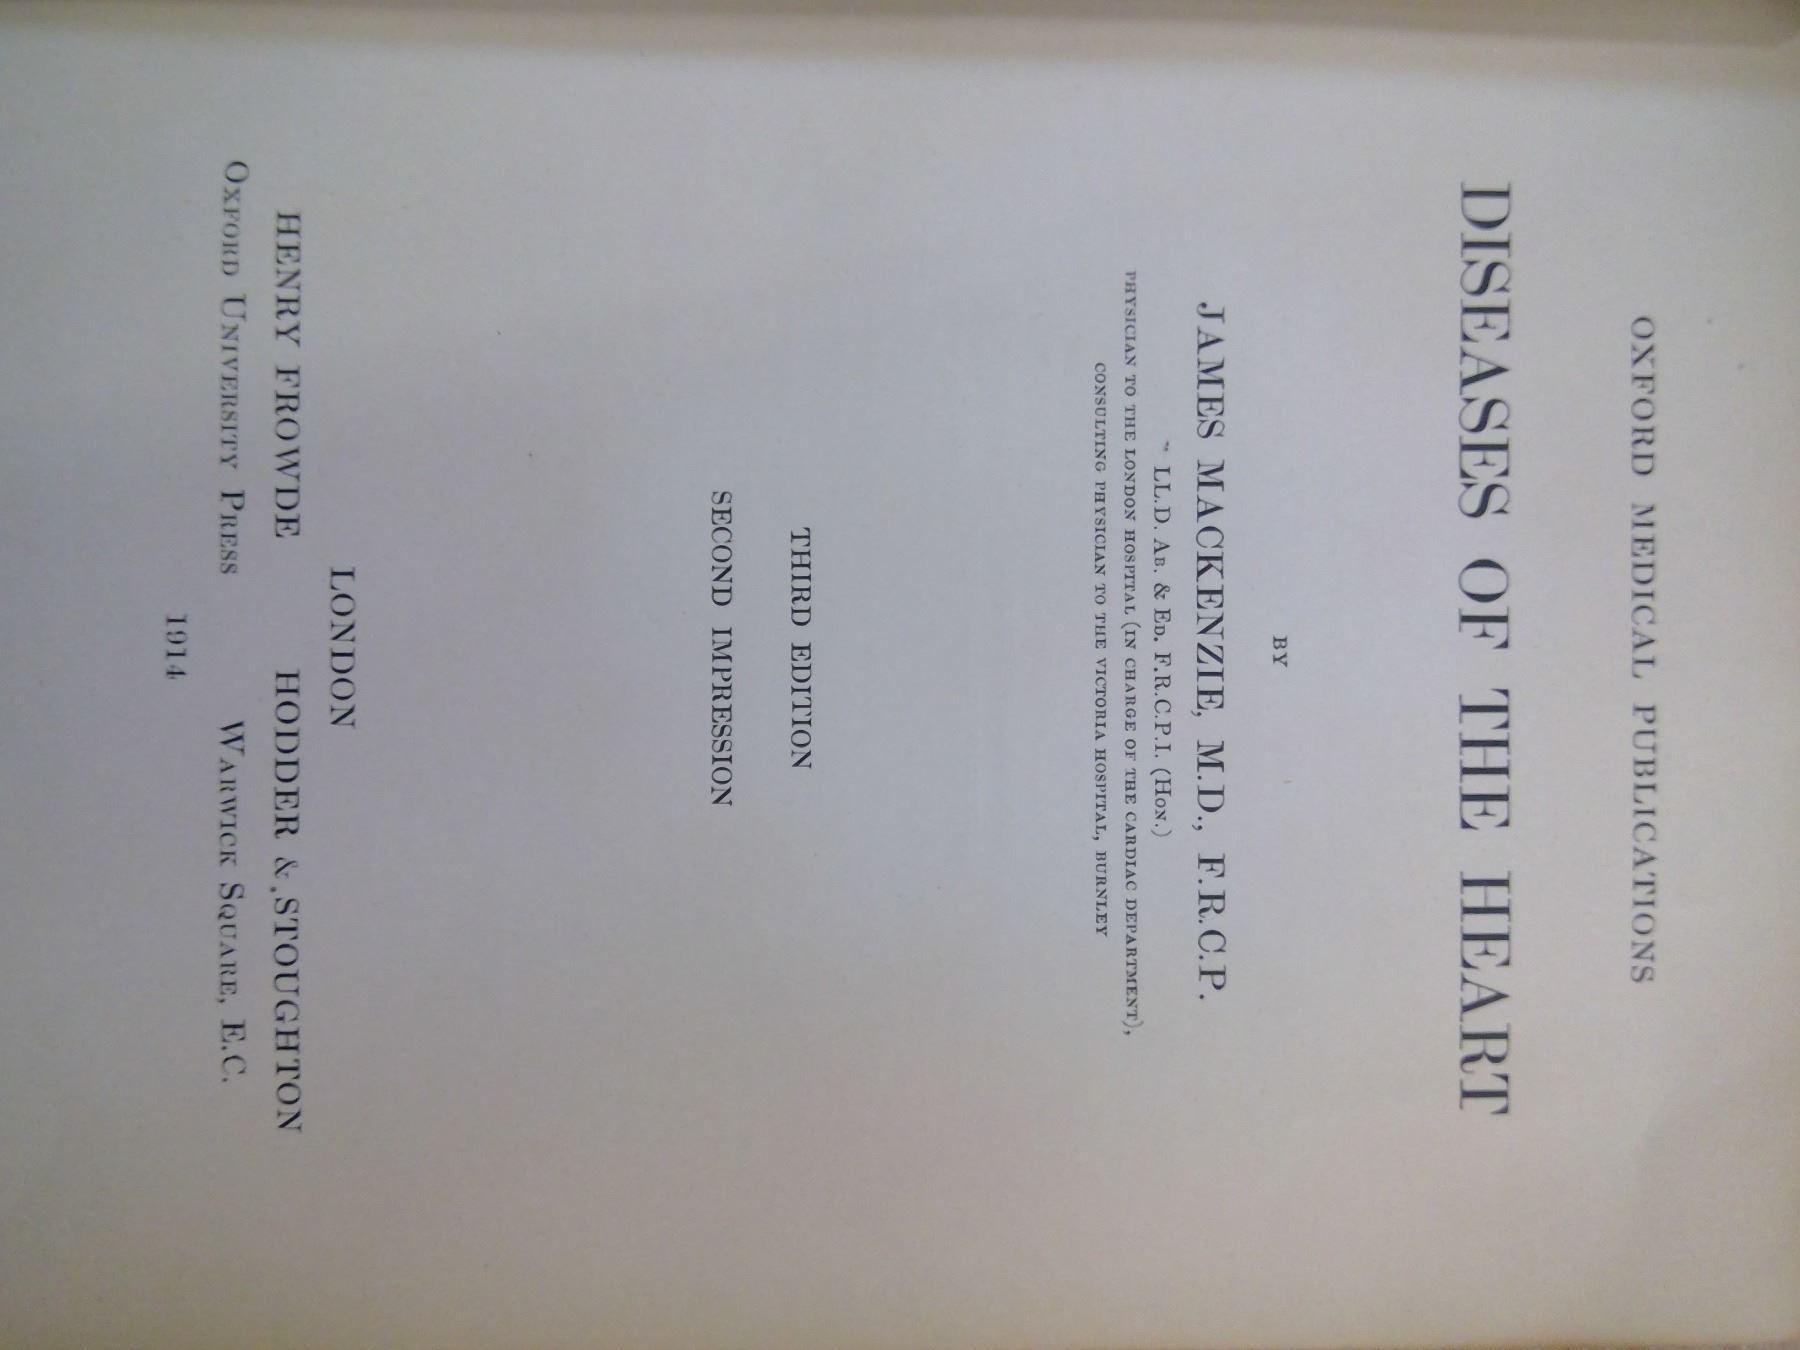 OXFORD MEDICAL PUBLICATIONS
DISEASES OF THE HEART
BY
JAMES MACKENZIE, M.D., F.R.C.P.
LL.D. AB. & ED. F.R.C.P.I. (HON.)
PHYSICIAN TO THE LONDON HOSPITAL (IN CHARGE OF THE CARDIAC DEPARTMENT),
CONSULTING PHYSICIAN TO THE VICTORIA HOSPITAL, BURNLEY
THIRD EDITION
SECOND IMPRESSION
LONDON
HENRY FROWDE HODDER & STOUGHTON
OXFORD UNIVERSITY PRESS WARWICK SQUARE, E.C.
1914